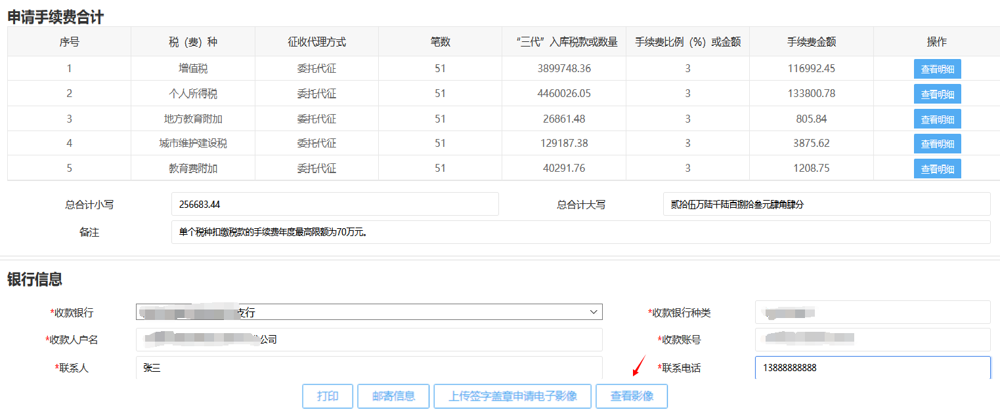 申请手续费合计
序号 税（费）种 征收代理方式 笔数 “三代”入库税款或数量 手续费比例（%）或金额 手续费金额 操作
1 增值税 委托代征 51 3899748.36 3 116992.45 查看明细
2 个人所得税 委托代征 51 4460026.05 3 133800.78 查看明细
3 地方教育附加 委托代征 51 26861.48 3 805.84 查看明细
4 城市维护建设税 委托代征 51 129187.38 3 3875.62 查看明细
5 教育费附加 委托代征 51 40291.76 3 1208.75 查看明细
总合计小写 256683.44 总合计大写 贰拾伍万陆千陆百捌拾叁元肆角肆分
备注 单个税种扣缴税款的手续费年度最高限额为70万元。
银行信息
*收款银行 支行 *收款银行种类
*收款人户名 公司 *收款账号
*联系人 张三 *联系电话 13888888888
打印 邮寄信息 上传签字盖章申请电子影像 查看影像